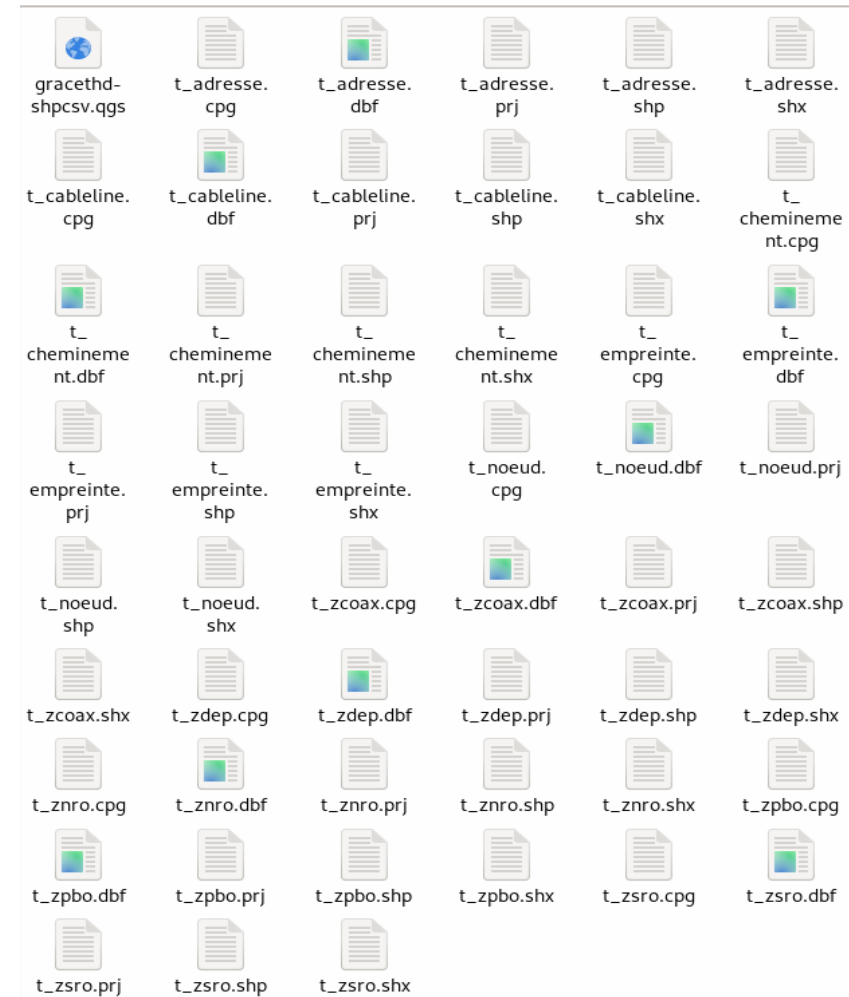 gracethd-
shpcsv.qgs
t_adresse.
cpg
t_adresse.
dbf
t_adresse.
prj
t_adresse.
shp
t_adresse.
shx
t_cableline.
cpg
t_cableline.
dbf
t_cableline.
prj
t_cableline.
shp
t_cableline.
shx
t_
chemineme
nt.cpg
t_
chemineme
nt.dbf
t_
chemineme
nt.prj
t_
chemineme
nt.shp
t_
chemineme
nt.shx
t_
empreinte.
cpg
t_
empreinte.
dbf
t_
empreinte.
prj
t_
empreinte.
shp
t_
empreinte.
shx
t_noeud.
cpg
t_noeud.dbf
t_noeud.prj
t_noeud.
shp
t_noeud.
shx
t_zcoax.cpg
t_zcoax.dbf
t_zcoax.prj
t_zcoax.shp
t_zcoax.shx
t_zdep.cpg
t_zdep.dbf
t_zdep.prj
t_zdep.shp
t_zdep.shx
t_znro.cpg
t_znro.dbf
t_znro.prj
t_znro.shp
t_znro.shx
t_zpbo.cpg
t_zpbo.dbf
t_zpbo.prj
t_zpbo.shp
t_zpbo.shx
t_zsro.cpg
t_zsro.dbf
t_zsro.prj
t_zsro.shp
t_zsro.shx